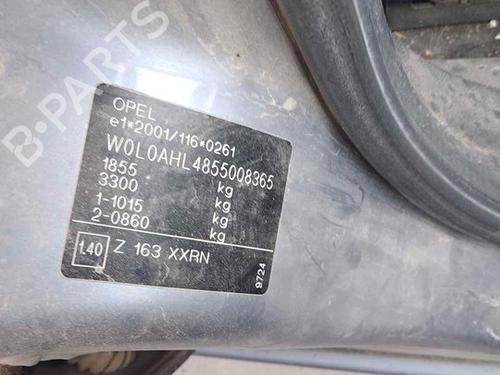 OPEL
e1*2001/116*0261
W0L0AHL4855008365
1855 kg
3300 kg
1-1015 kg
2-0860 kg
1.40 Z 163 XXRN
9724
B-PARTS